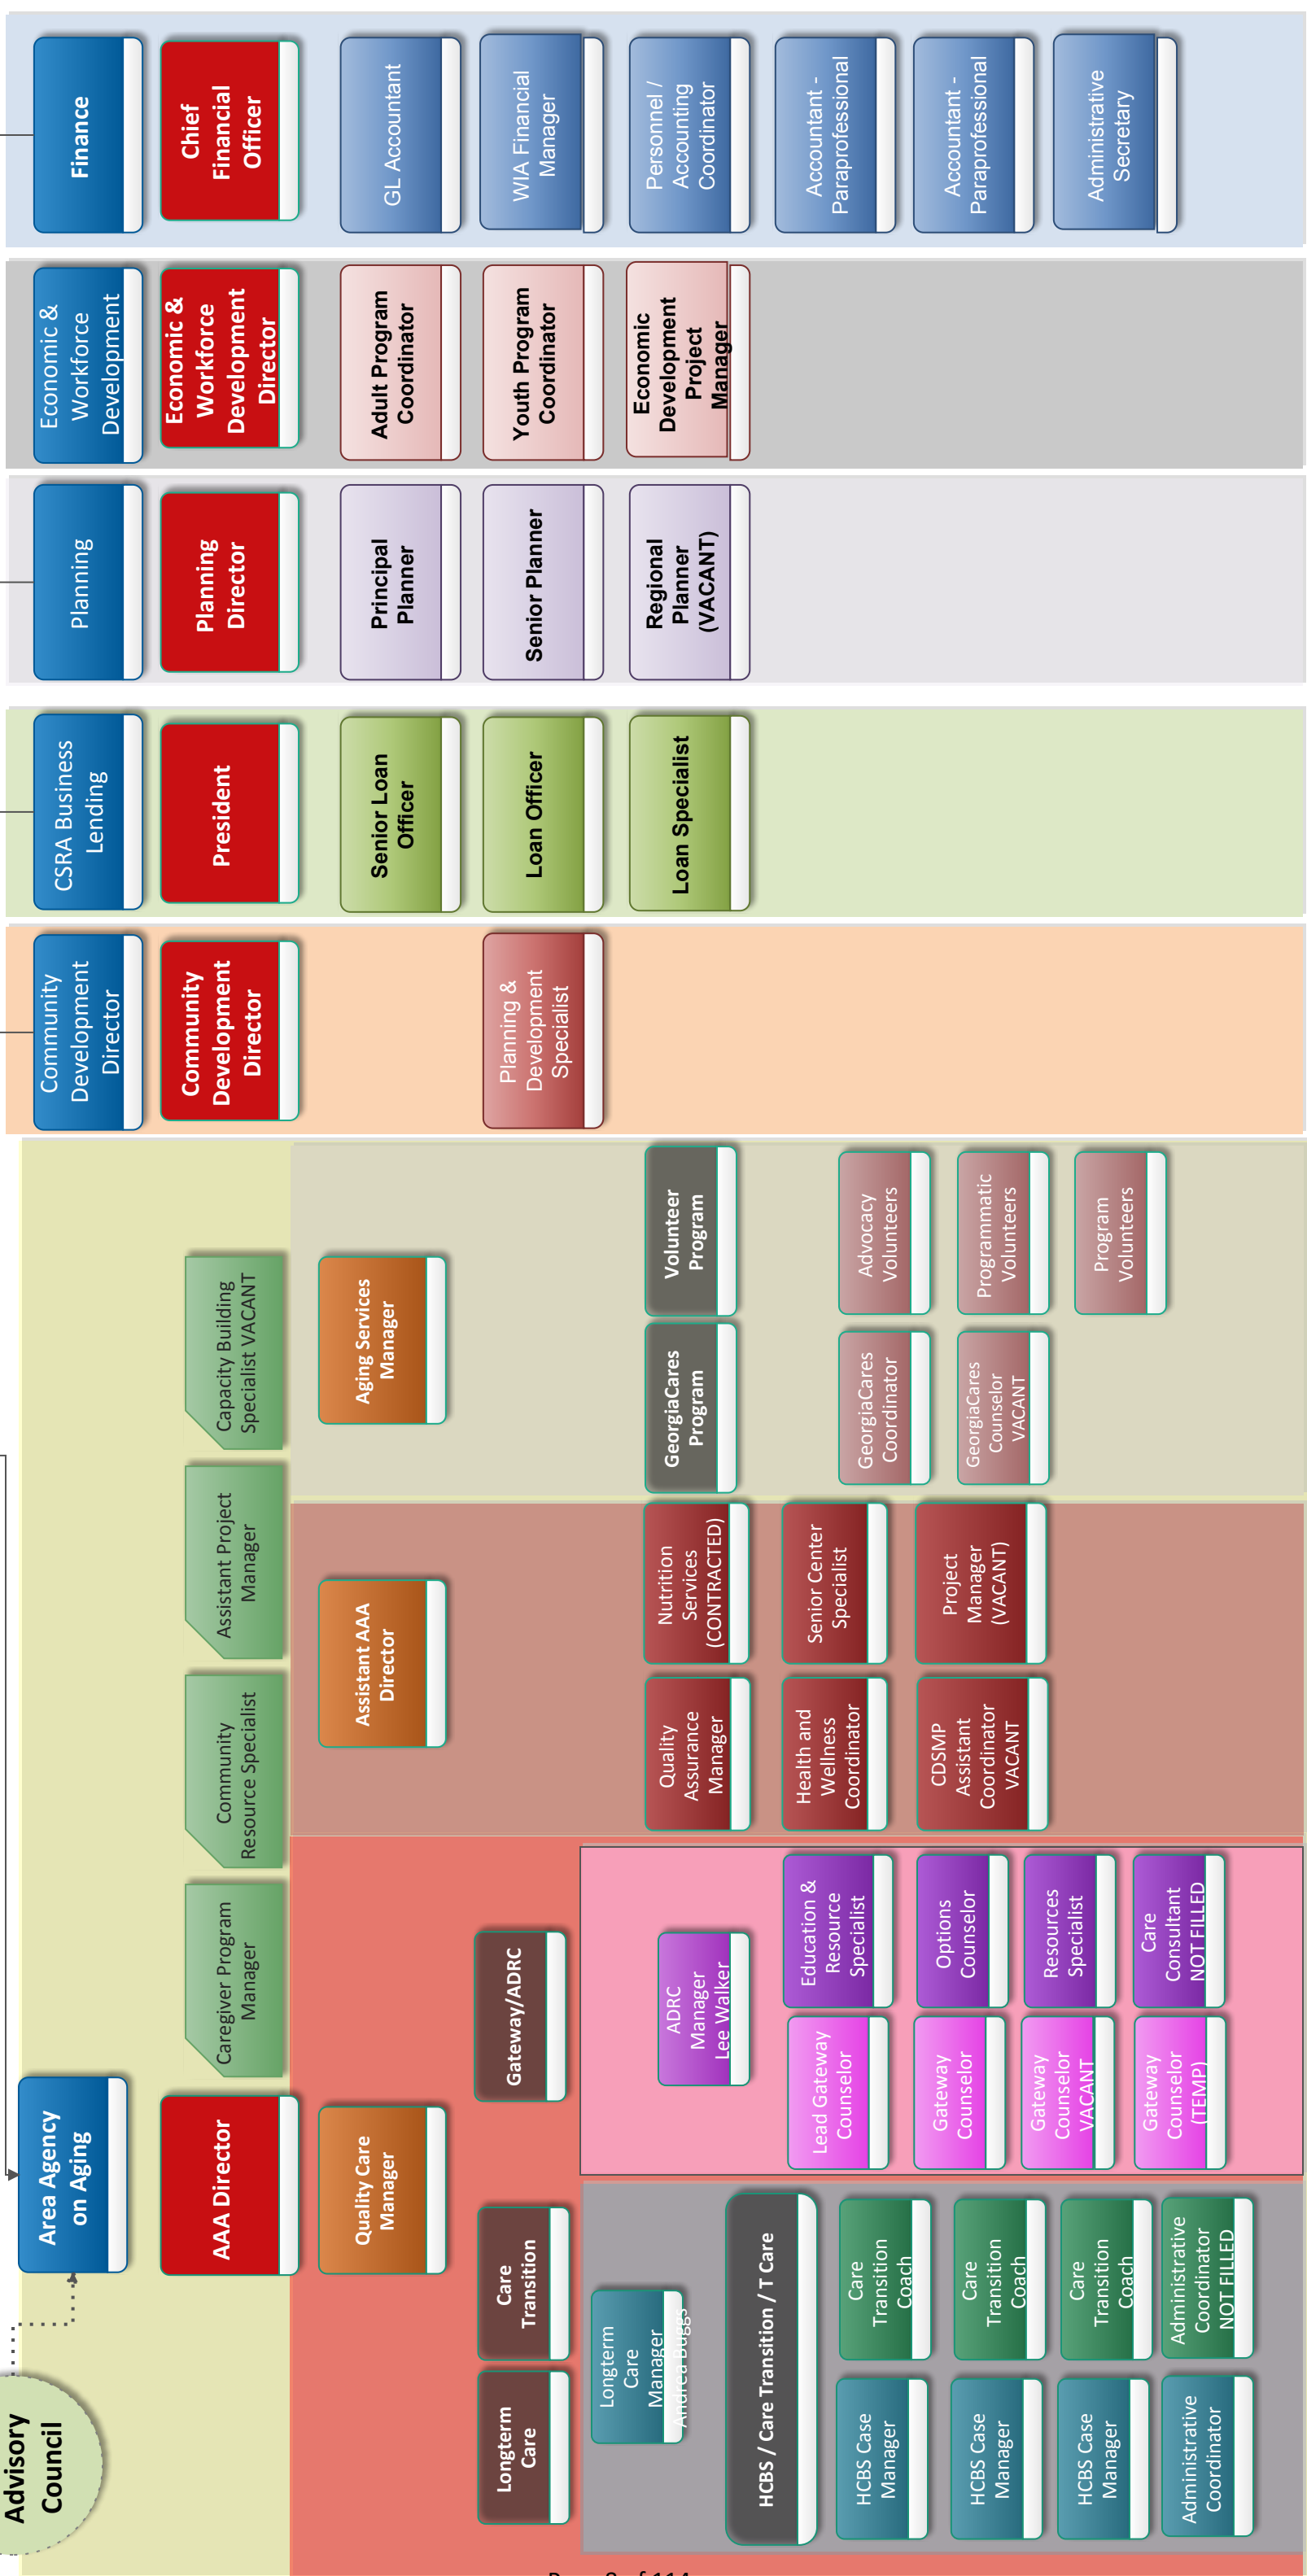 Advisory
Council
Area Agency
on Aging
AAA Director
Caregiver Program
Manager
Community
Resource Specialist
Assistant Project
Manager
Capacity Building
Specialist VACANT
Quality Care
Manager
Longterm
Care
Care
Transition
Gateway/ADRC
Longterm
Care
Manager
Andrea Buggs
HCBS / Care Transition / T Care
HCBS Case
Manager
Care
Transition
Coach
HCBS Case
Manager
Care
Transition
Coach
HCBS Case
Manager
Care
Transition
Coach
Administrative
Coordinator
Administrative
Coordinator
NOT FILLED
ADRC
Manager
Lee Walker
Lead Gateway
Counselor
Education &
Resource
Specialist
Gateway
Counselor
Options
Counselor
Gateway
Counselor
VACANT
Resources
Specialist
Gateway
Counselor
(TEMP)
Care
Consultant
NOT FILLED
Assistant AAA
Director
Quality
Assurance
Manager
Nutrition
Services
(CONTRACTED)
Health and
Wellness
Coordinator
Senior Center
Specialist
CDSMP
Assistant
Coordinator
VACANT
Project
Manager
(VACANT)
Aging Services
Manager
GeorgiaCares
Program
Volunteer
Program
GeorgiaCares
Coordinator
Advocacy
Volunteers
GeorgiaCares
Counselor
VACANT
Programmatic
Volunteers
Program
Volunteers
Community
Development
Director
Community
Development
Director
Planning &
Development
Specialist
CSRA Business
Lending
President
Senior Loan
Officer
Loan Officer
Loan Specialist
Planning
Planning
Director
Principal
Planner
Senior Planner
Regional
Planner
(VACANT)
Economic &
Workforce
Development
Economic &
Workforce
Development
Director
Adult Program
Coordinator
Youth Program
Coordinator
Economic
Development
Project
Manager
Finance
Chief
Financial
Officer
GL Accountant
WIA Financial
Manager
Personnel /
Accounting
Coordinator
Accountant -
Paraprofessional
Accountant -
Paraprofessional
Administrative
Secretary